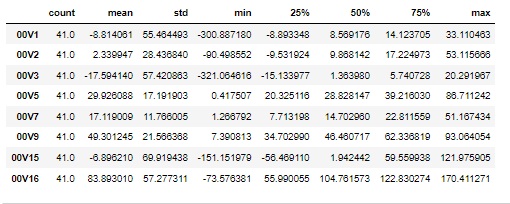 count mean std min 25% 50% 75% max
00V1 41.0 -8.814061 55.464493 -300.887180 -8.893348 8.569176 14.123705 33.110463
00V2 41.0 2.339947 28.436840 -90.498552 -9.531924 9.868142 17.224973 53.115666
00V3 41.0 -17.594140 57.420863 -321.064616 -15.133977 1.363980 5.740728 20.291967
00V5 41.0 29.926088 17.191903 0.417507 20.325116 28.828147 39.216030 86.711242
00V7 41.0 17.119009 11.766005 1.266792 7.713198 14.702960 22.811559 51.167434
00V9 41.0 49.301245 21.566368 7.390813 34.702990 46.460717 62.336819 93.064054
00V15 41.0 -6.896210 69.919438 -151.151979 -56.469110 1.942442 59.559938 121.975905
00V16 41.0 83.893010 57.277311 -73.576381 55.990055 104.761573 122.830274 170.411271